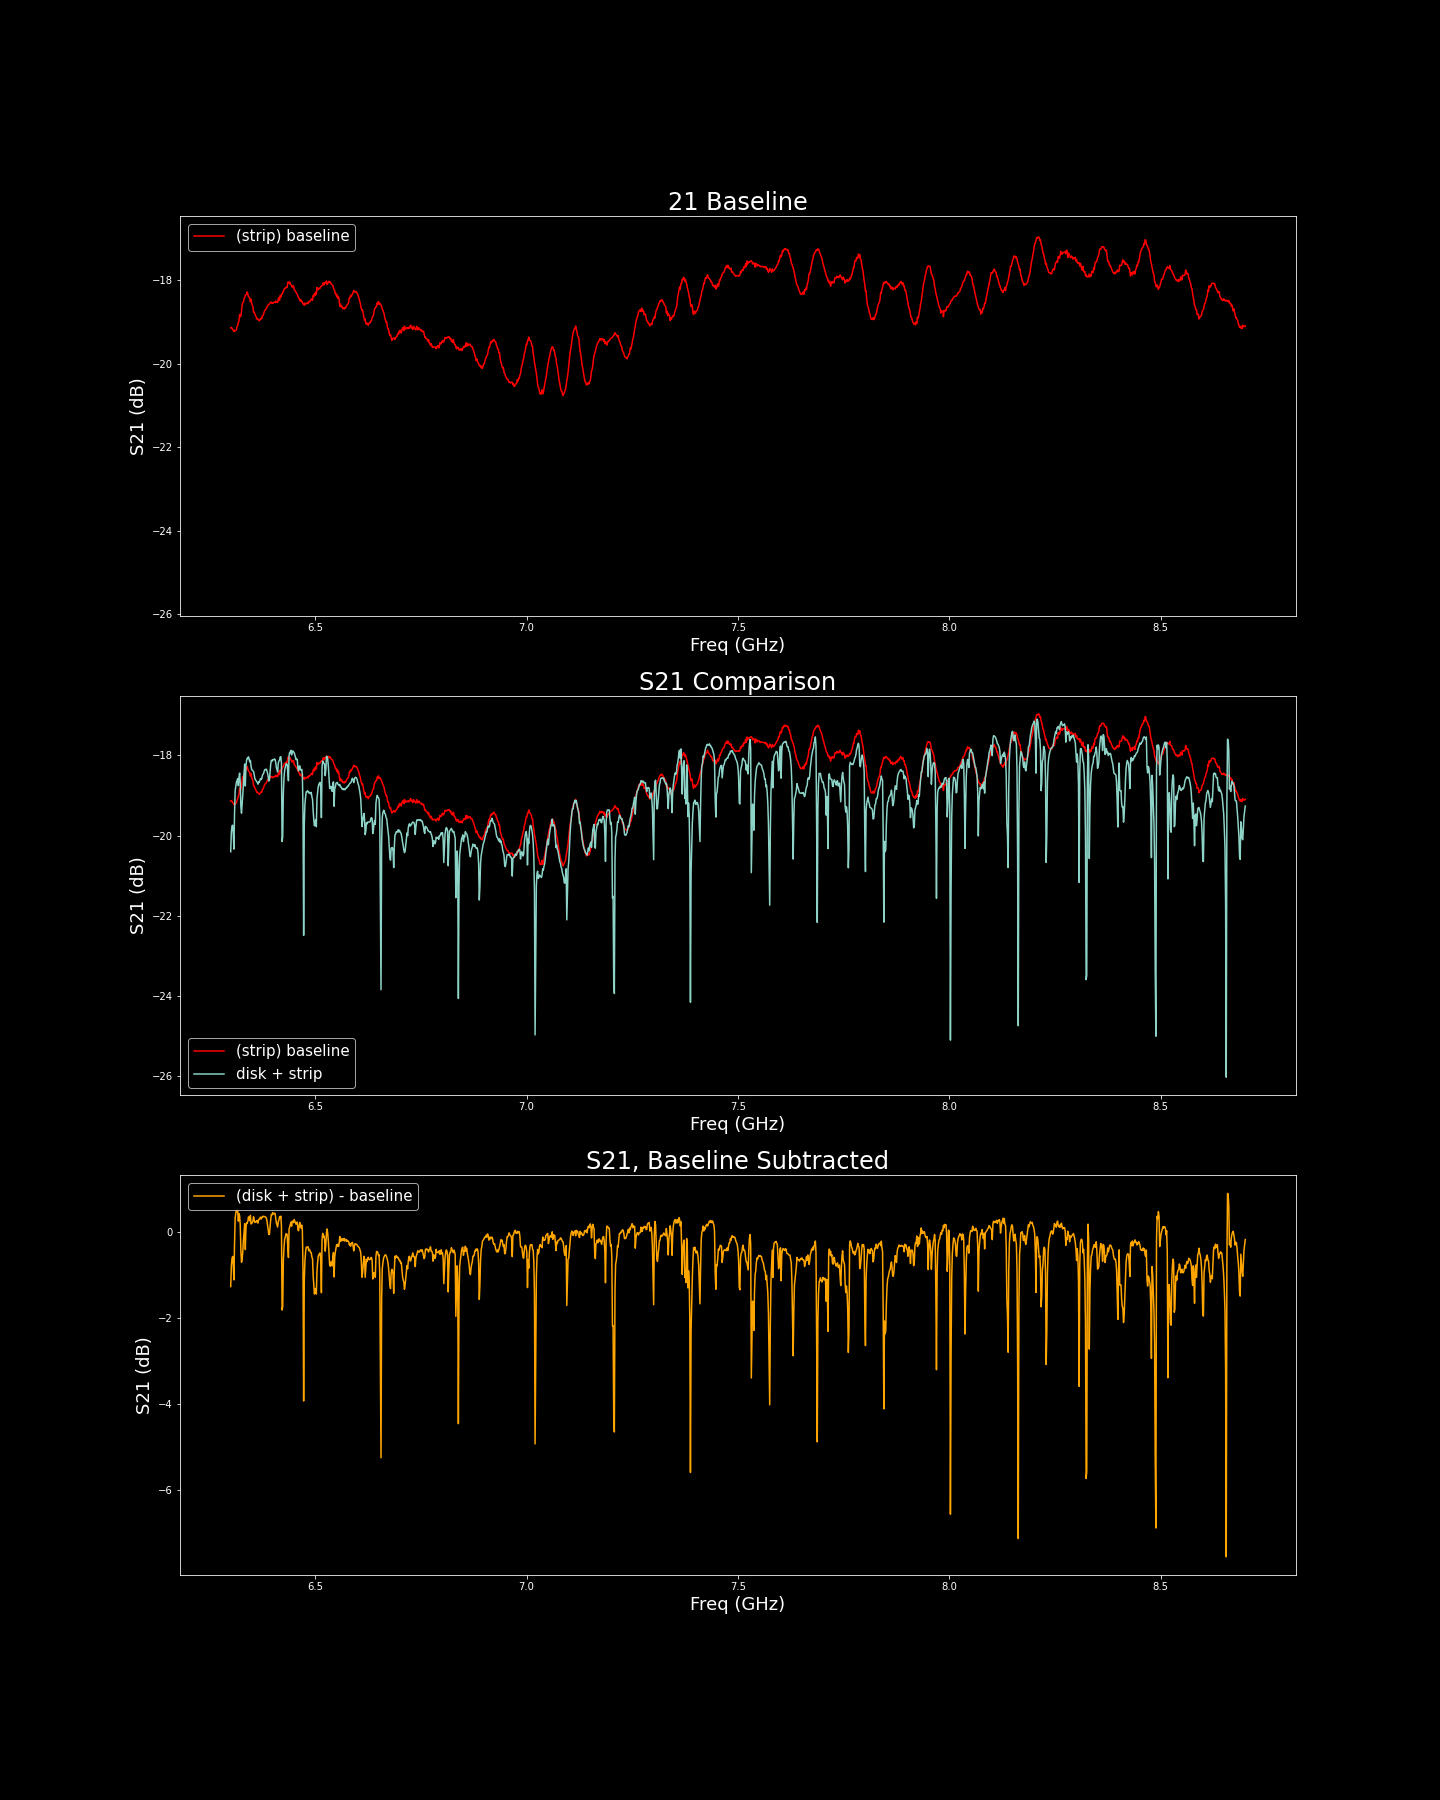 21 Baseline
(strip) baseline
S21 (dB)
−18
−20
−22
−24
−26
6.5 7.0 7.5 8.0 8.5
Freq (GHz)
S21 Comparison
S21 (dB)
−18
−20
−22
−24
−26
(strip) baseline
disk + strip
6.5 7.0 7.5 8.0 8.5
Freq (GHz)
S21, Baseline Subtracted
(disk + strip) - baseline
S21 (dB)
0
−2
−4
−6
6.5 7.0 7.5 8.0 8.5
Freq (GHz)